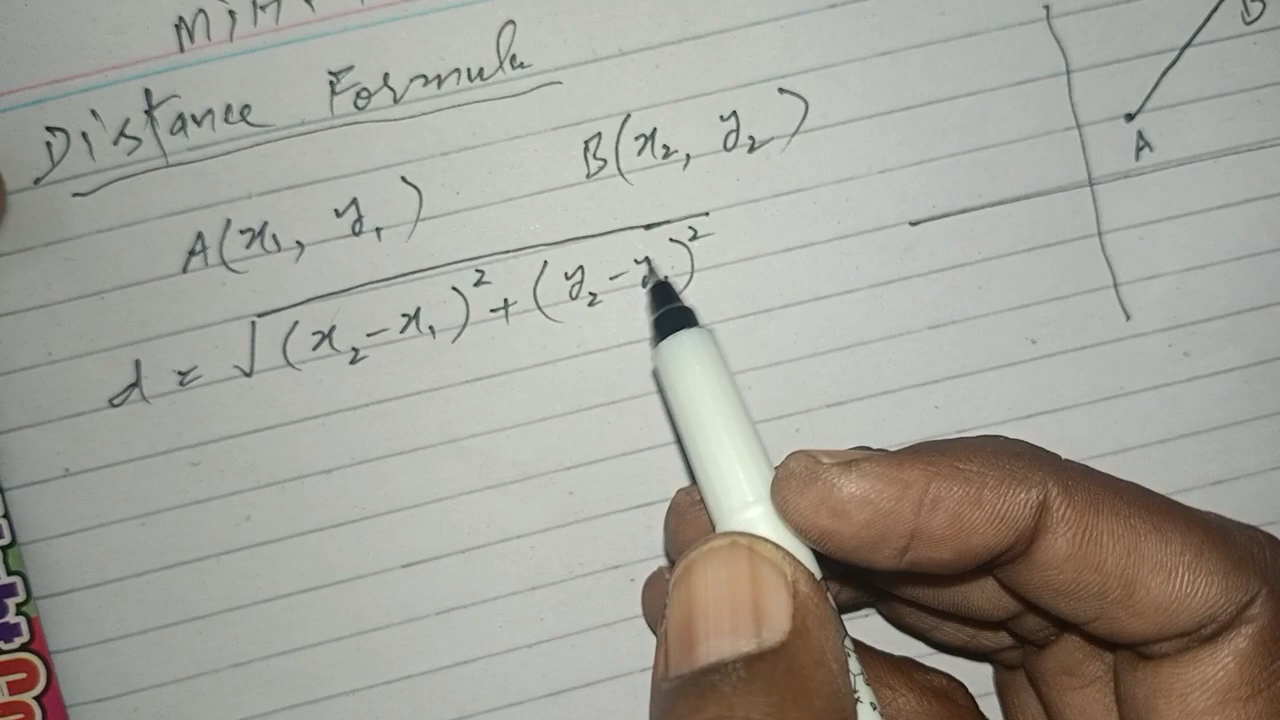 Distance Formula
A(x₁, y₁) B(x₂, y₂)
d = √(x₂-x₁)² + (y₂-y₁)²
B
A